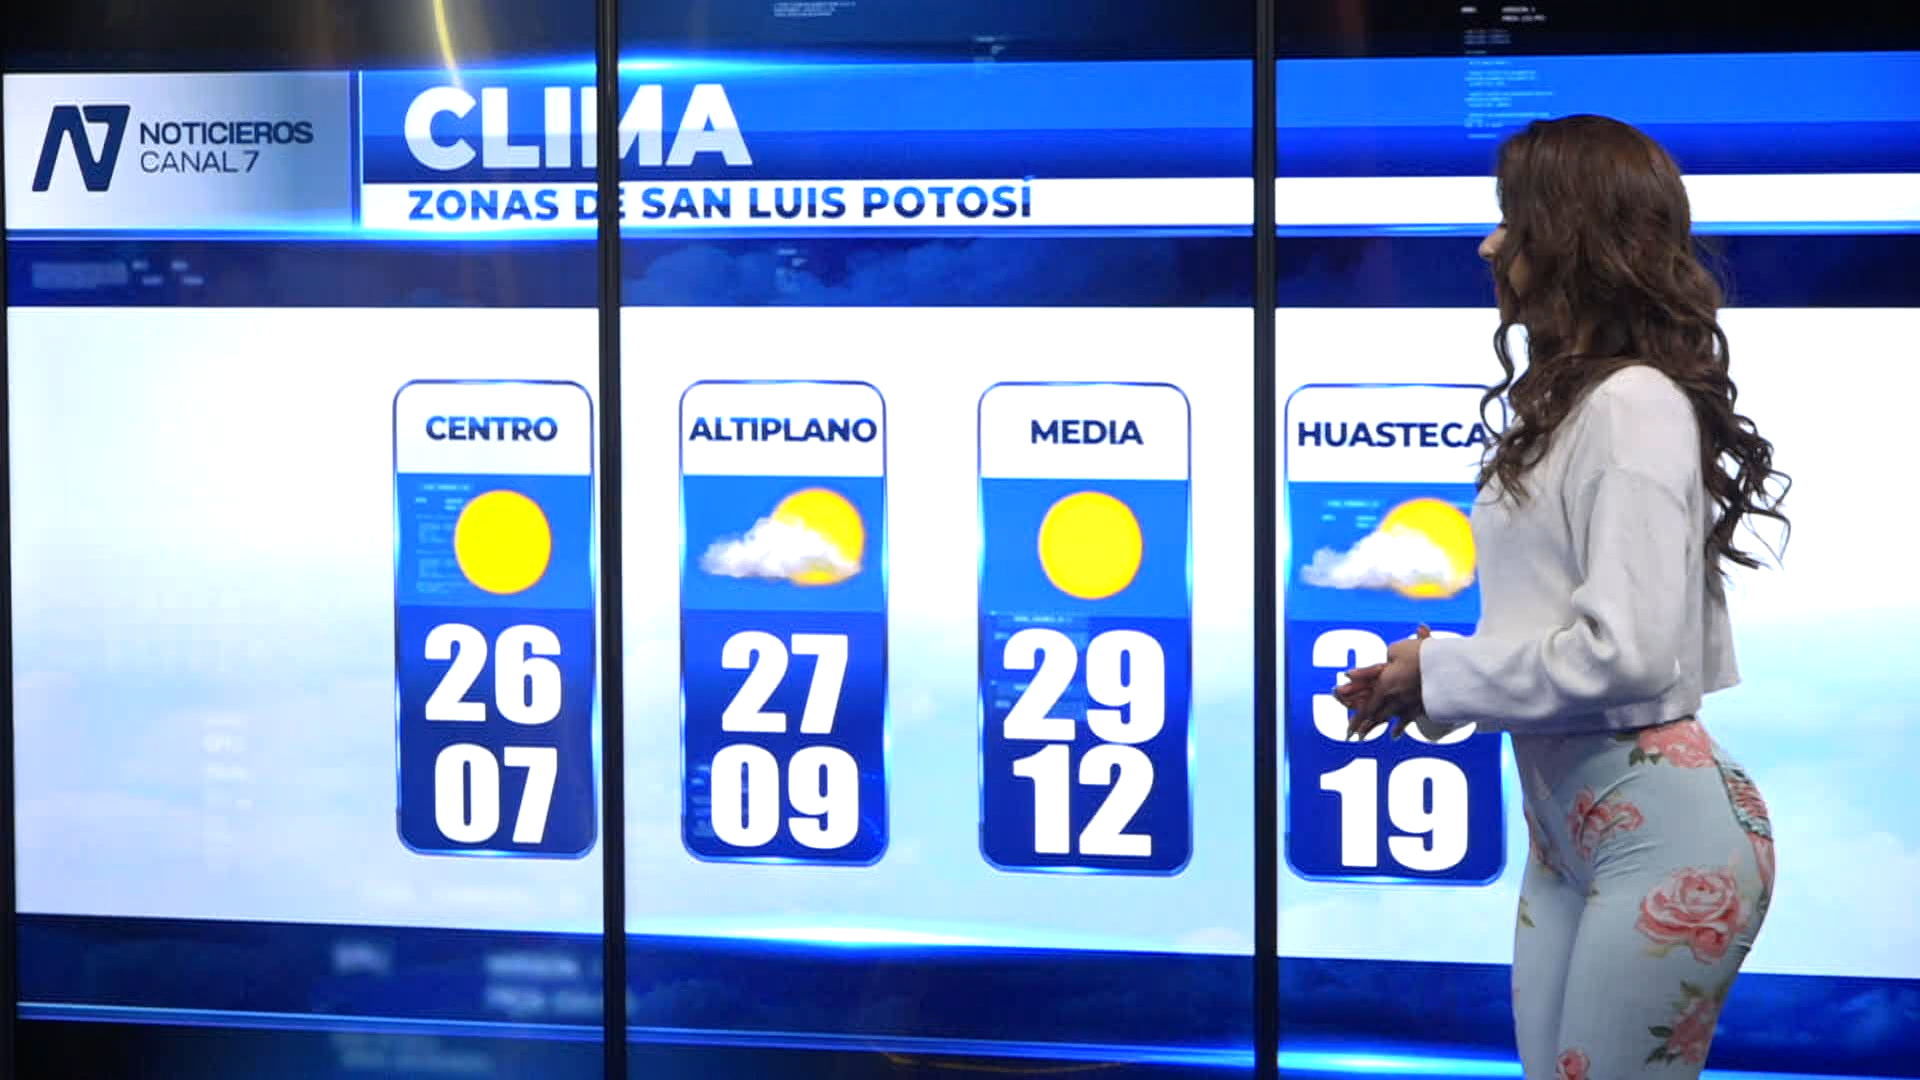 NOTICIEROS
CANAL 7
CLIMA
ZONAS DE SAN LUIS POTOSÍ
CENTRO
ALTIPLANO
MEDIA
HUASTECA
26
27
29
07
09
12
19